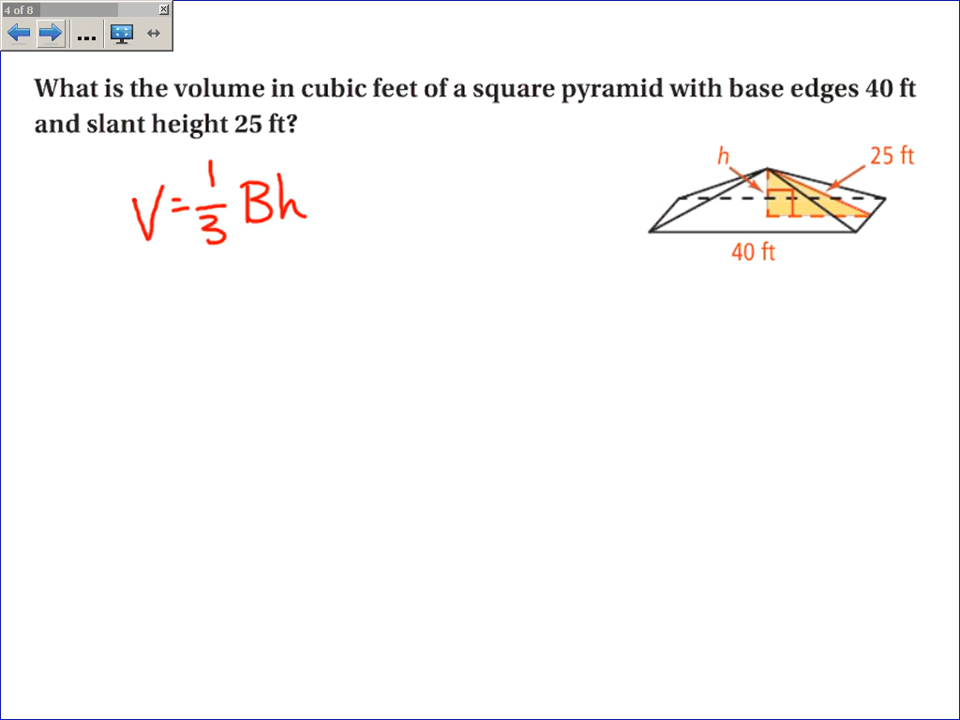 4 of 8
What is the volume in cubic feet of a square pyramid with base edges 40 ft
and slant height 25 ft?
V = 1/3 Bh
h
25 ft
40 ft